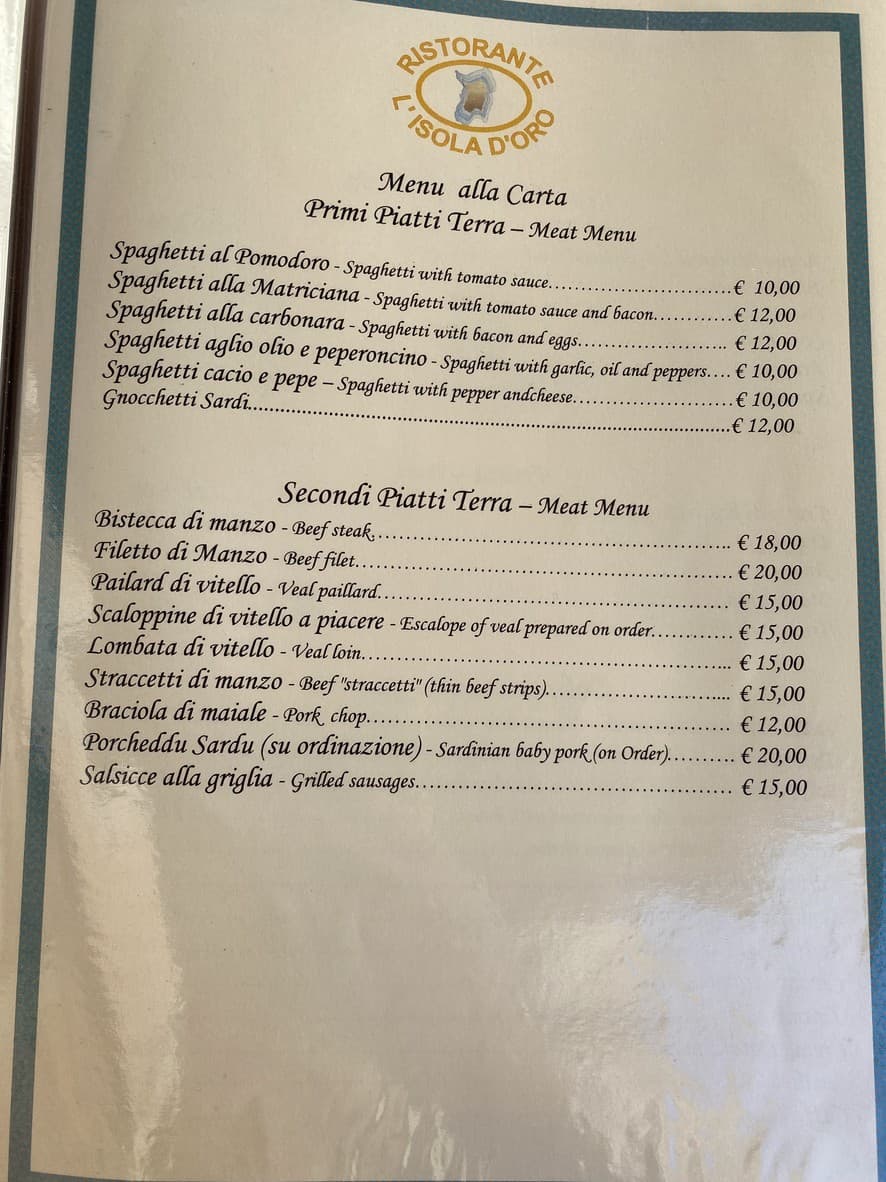 RISTORANTE
L'ISOLA D'ORO
Menu alla Carta
Primi Piatti Terra – Meat Menu
Spaghetti al Pomodoro - Spaghetti with tomato sauce..............................€ 10,00
Spaghetti alla Matriciana - Spaghetti with tomato sauce and bacon............€ 12,00
Spaghetti alla carbonara - Spaghetti with bacon and eggs......................... € 12,00
Spaghetti aglio olio e peperoncino - Spaghetti with garlic, oil and peppers.... € 10,00
Spaghetti cacio e pepe – Spaghetti with pepper andcheese...........................€ 10,00
Gnocchetti Sardi.....................................................................................€ 12,00
Secondi Piatti Terra – Meat Menu
Bistecca di manzo - Beef steak........................................................... € 18,00
Filetto di Manzo - Beef filet...............................................................€ 20,00
Pailard di vitello - Veal paillard.......................................................... € 15,00
Scaloppine di vitello a piacere - Escalope of veal prepared on order............ € 15,00
Lombata di vitello - Veal loin............................................................. € 15,00
Straccetti di manzo - Beef "straccetti" (thin beef strips).............................. € 15,00
Braciola di maiale - Pork chop............................................................ € 12,00
Porcheddu Sardu (su ordinazione) - Sardinian baby pork (on Order).......... € 20,00
Salsicce alla griglia - Grilled sausages.................................................... € 15,00